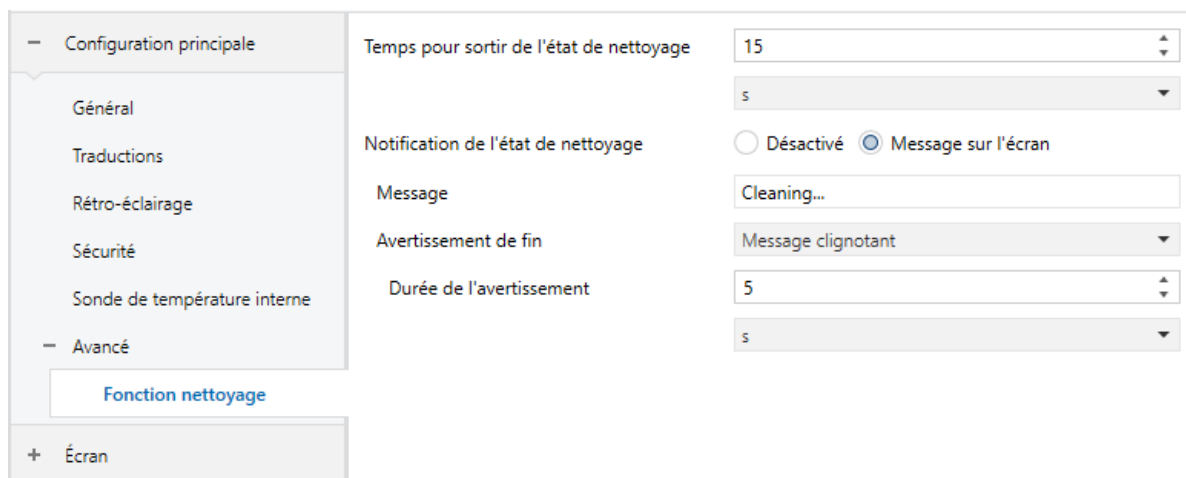 Configuration principale
Général
Traductions
Rétro-éclairage
Sécurité
Sonde de température interne
Avancé
Fonction nettoyage
Écran
Temps pour sortir de l'état de nettoyage 15
s
Notification de l'état de nettoyage Désactivé Message sur l'écran
Message Cleaning...
Avertissement de fin Message clignotant
Durée de l'avertissement 5
s